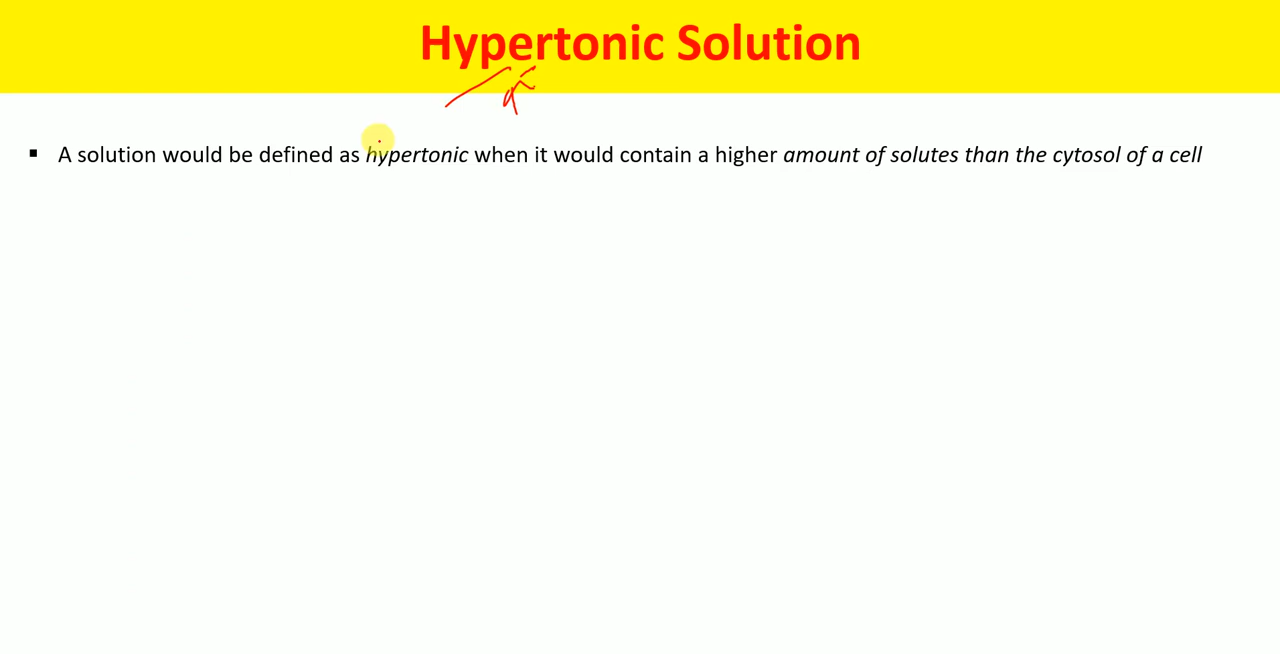 Hypertonic Solution
▪ A solution would be defined as hypertonic when it would contain a higher amount of solutes than the cytosol of a cell